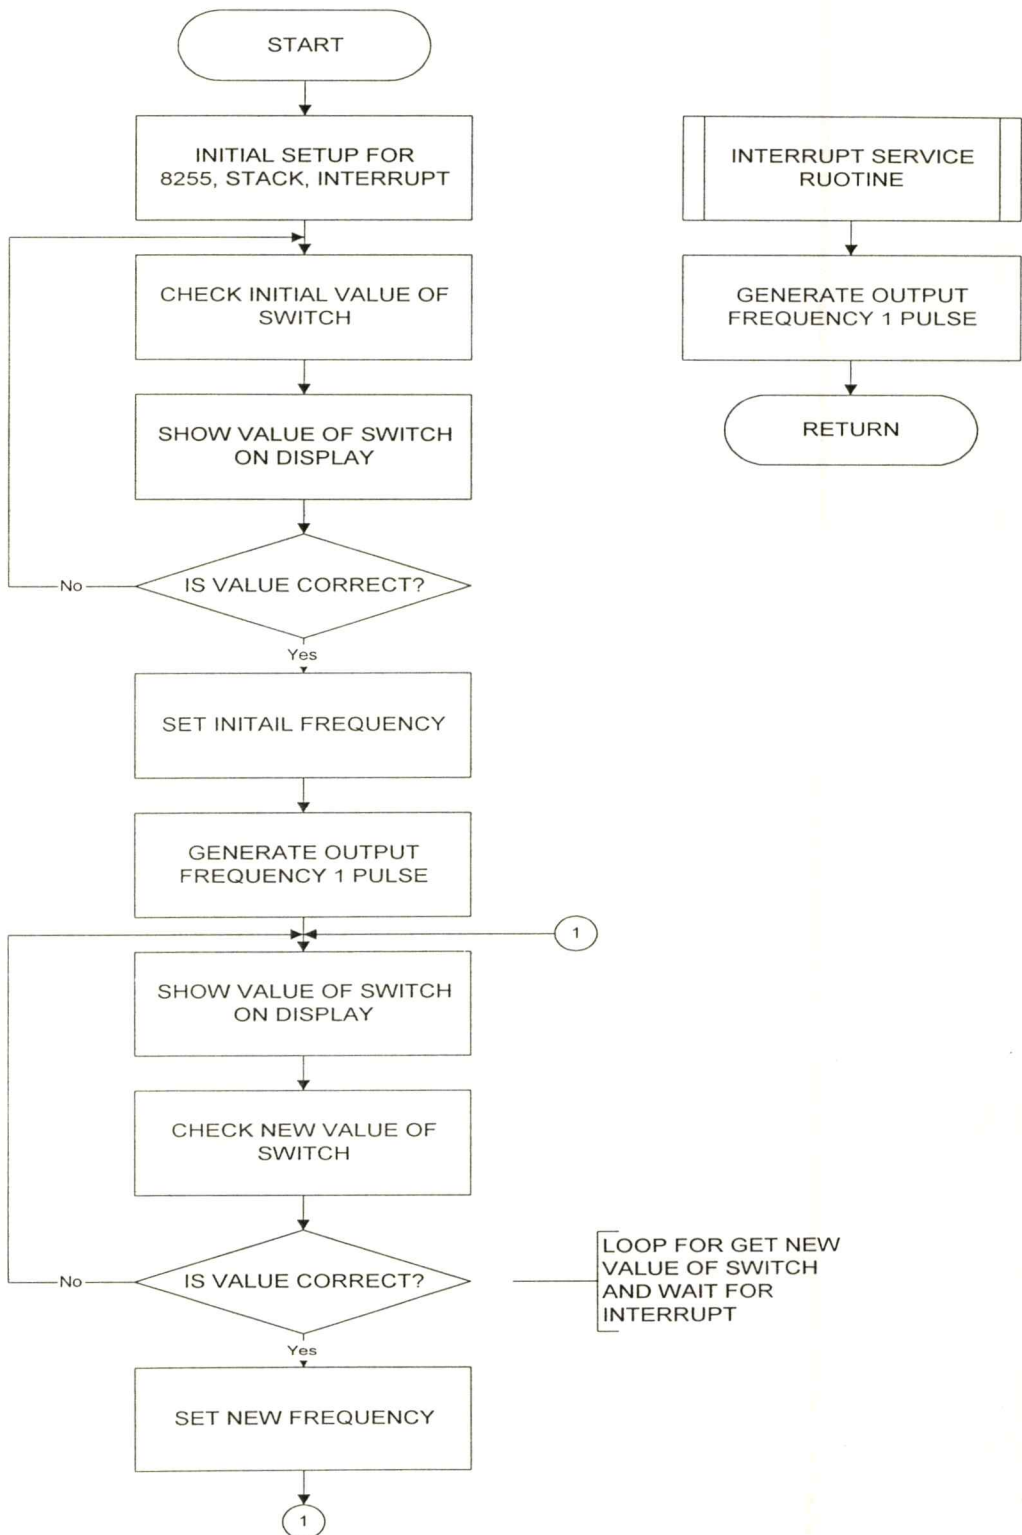 START
INITIAL SETUP FOR
8255, STACK, INTERRUPT
CHECK INITIAL VALUE OF
SWITCH
SHOW VALUE OF SWITCH
ON DISPLAY
No
IS VALUE CORRECT?
Yes
SET INITAIL FREQUENCY
GENERATE OUTPUT
FREQUENCY 1 PULSE
1
SHOW VALUE OF SWITCH
ON DISPLAY
CHECK NEW VALUE OF
SWITCH
No
IS VALUE CORRECT?
Yes
SET NEW FREQUENCY
1
LOOP FOR GET NEW
VALUE OF SWITCH
AND WAIT FOR
INTERRUPT
INTERRUPT SERVICE
RUOTINE
GENERATE OUTPUT
FREQUENCY 1 PULSE
RETURN